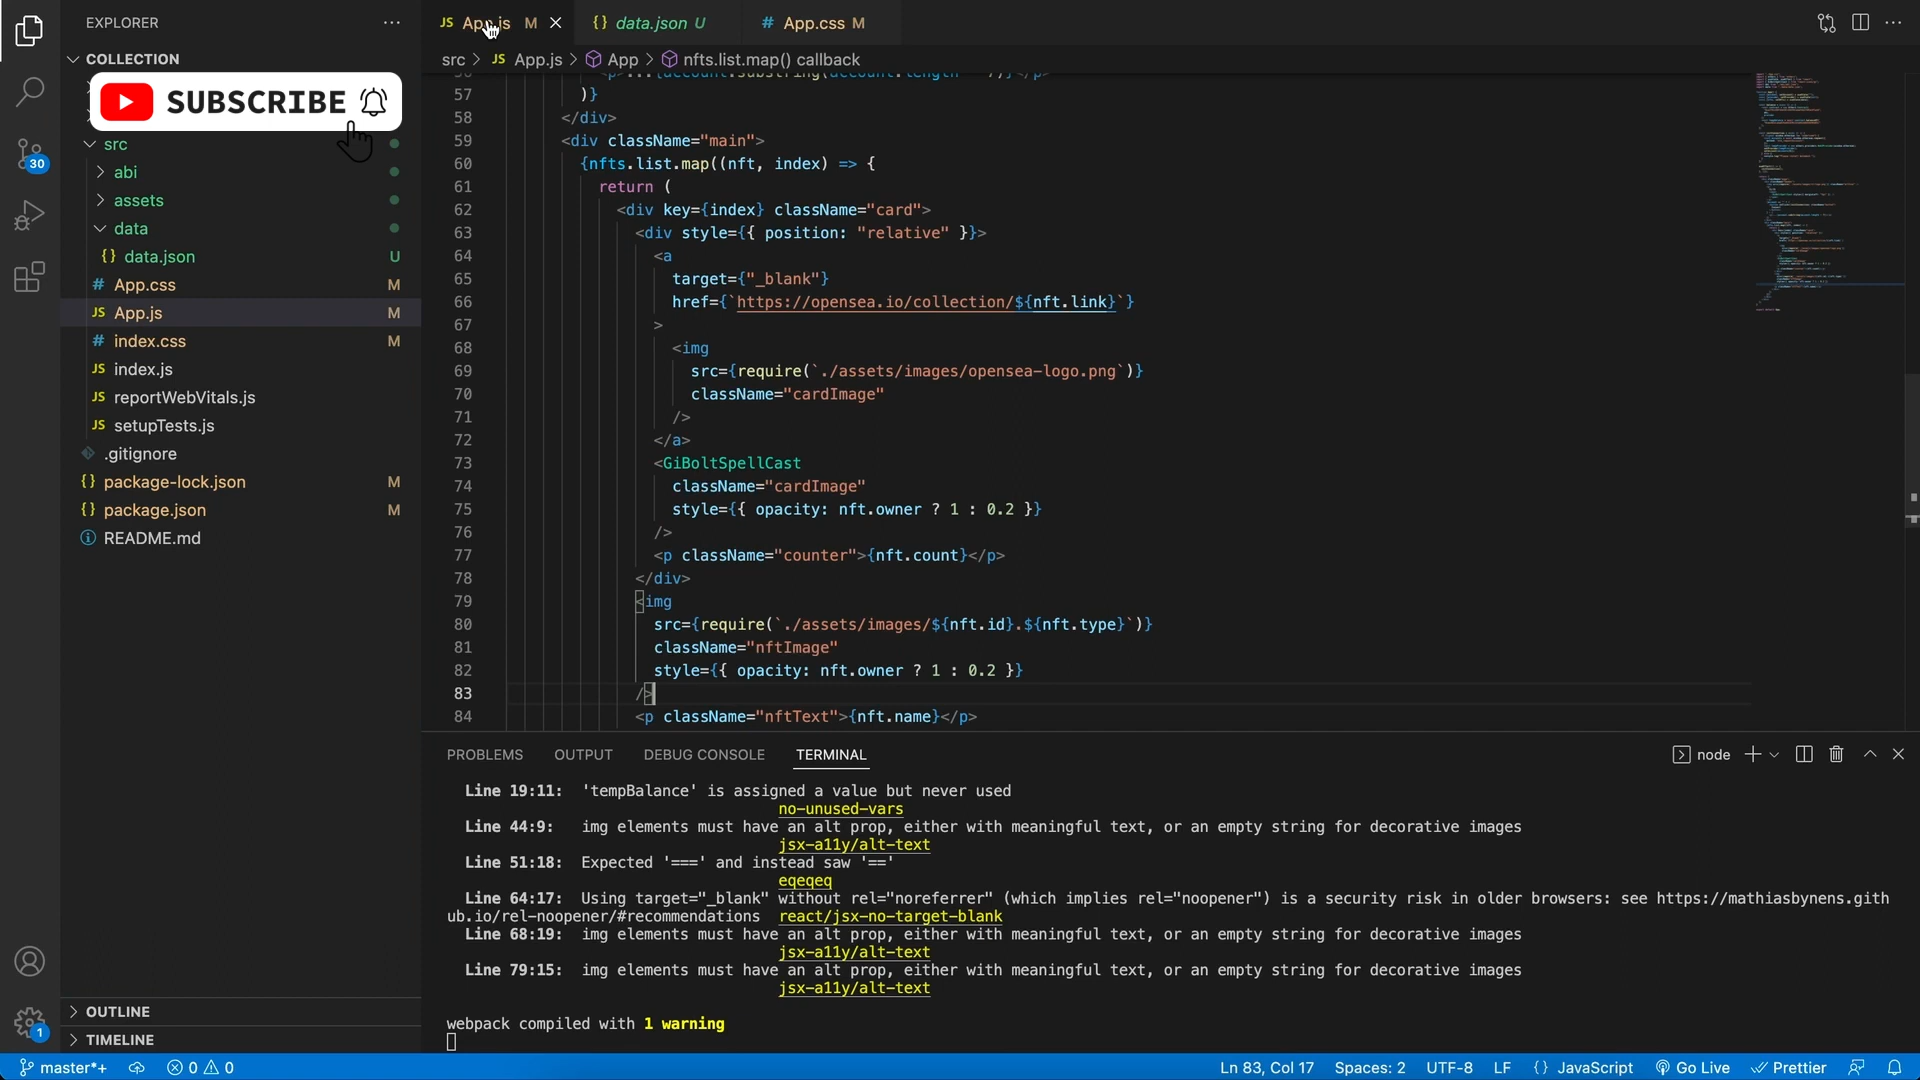 EXPLORER
COLLECTION
SUBSCRIBE
src
abi
assets
data
{} data.json U
# App.css M
JS App.js M
# index.css M
JS index.js
JS reportWebVitals.js
JS setupTests.js
.gitignore
{} package-lock.json M
{} package.json M
README.md
OUTLINE
TIMELINE
30
1
JS App.js M
{} data.json U
# App.css M
src > JS App.js > App > nfts.list.map() callback
57 )}
58 </div>
59 <div className="main">
60 {nfts.list.map((nft, index) => {
61 return (
62 <div key={index} className="card">
63 <div style={{ position: "relative" }}>
64 <a
65 target={"_blank"}
66 href={`https://opensea.io/collection/${nft.link}`}
67 >
68 <img
69 src={require(`./assets/images/opensea-logo.png`)}
70 className="cardImage"
71 />
72 </a>
73 <GiBoltSpellCast
74 className="cardImage"
75 style={{ opacity: nft.owner ? 1 : 0.2 }}
76 />
77 <p className="counter">{nft.count}</p>
78 </div>
79 <img
80 src={require(`./assets/images/${nft.id}.${nft.type}`)}
81 className="nftImage"
82 style={{ opacity: nft.owner ? 1 : 0.2 }}
83 />
84 <p className="nftText">{nft.name}</p>
PROBLEMS OUTPUT DEBUG CONSOLE TERMINAL node
Line 19:11: 'tempBalance' is assigned a value but never used
no-unused-vars
Line 44:9: img elements must have an alt prop, either with meaningful text, or an empty string for decorative images
jsx-a11y/alt-text
Line 51:18: Expected '===' and instead saw '=='
eqeqeq
Line 64:17: Using target="_blank" without rel="noreferrer" (which implies rel="noopener") is a security risk in older browsers: see https://mathiasbynens.gith
ub.io/rel-noopener/#recommendations react/jsx-no-target-blank
Line 68:19: img elements must have an alt prop, either with meaningful text, or an empty string for decorative images
jsx-a11y/alt-text
Line 79:15: img elements must have an alt prop, either with meaningful text, or an empty string for decorative images
jsx-a11y/alt-text
webpack compiled with 1 warning
master*+ 0 0 Ln 83, Col 17 Spaces: 2 UTF-8 LF {} JavaScript Go Live Prettier